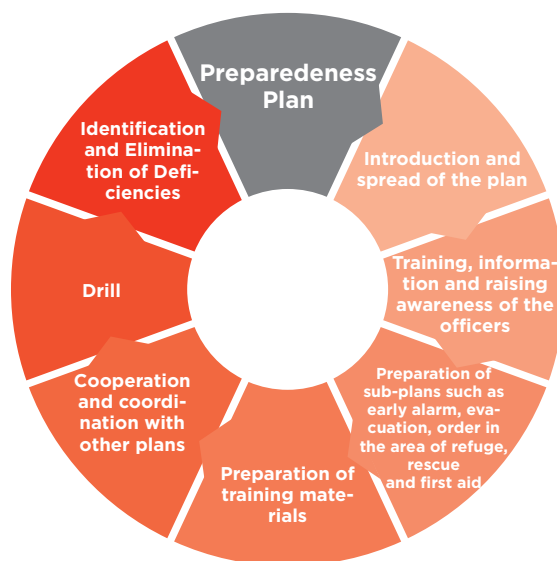 Preparedeness
Plan
Introduction and
spread of the plan
Training, informa-
tion and raising
awareness of the
officers
Preparation of
sub-plans such as
early alarm, eva-
cuation, order in
the area of refuge,
rescue
and first aid
Preparation of
training mate-
rials
Cooperation
and coordi-
nation with
other plans
Drill
Identification
and Elimina-
tion of Defi-
ciencies